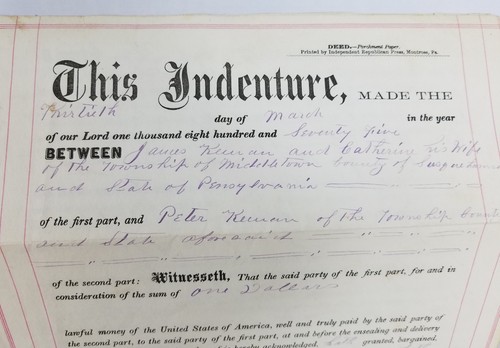 DEED.—Parchment Paper.
Printed by Independent Republican Press, Montrose, Pa.
This Indenture, MADE THE
Thirtieth day of March in the year
of our Lord one thousand eight hundred and Seventy five
BETWEEN James Keenan and Catherine his Wife
of the Township of Middletown County of
and State of Pensylvania
of the first part, and Peter Keenan of the Township
and State aforesaid
of the second part: Witnesseth, That the said party of the first part, for and in
consideration of the sum of One Dollar
lawful money of the United States of America, well and truly paid by the said party of
the second part, to the said party of the first part, at and before the ensealing and delivery
hereby acknowledged, granted, bargained,